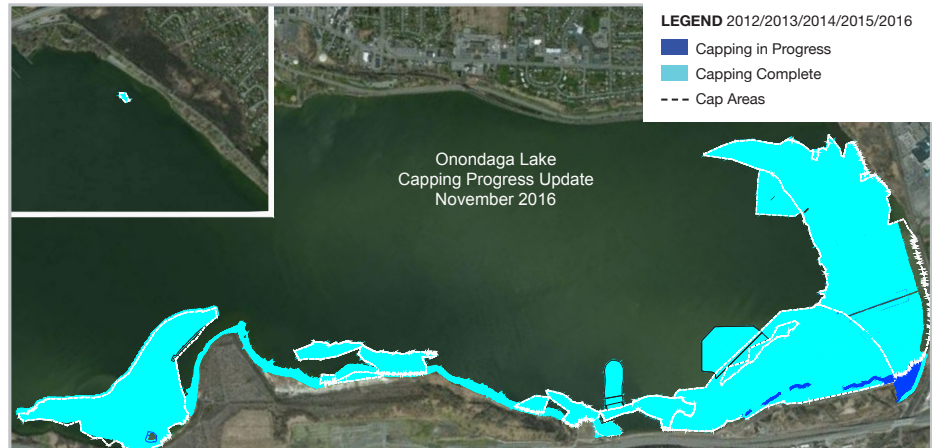 LEGEND 2012/2013/2014/2015/2016
Capping in Progress
Capping Complete
Cap Areas
Onondaga Lake
Capping Progress Update
November 2016